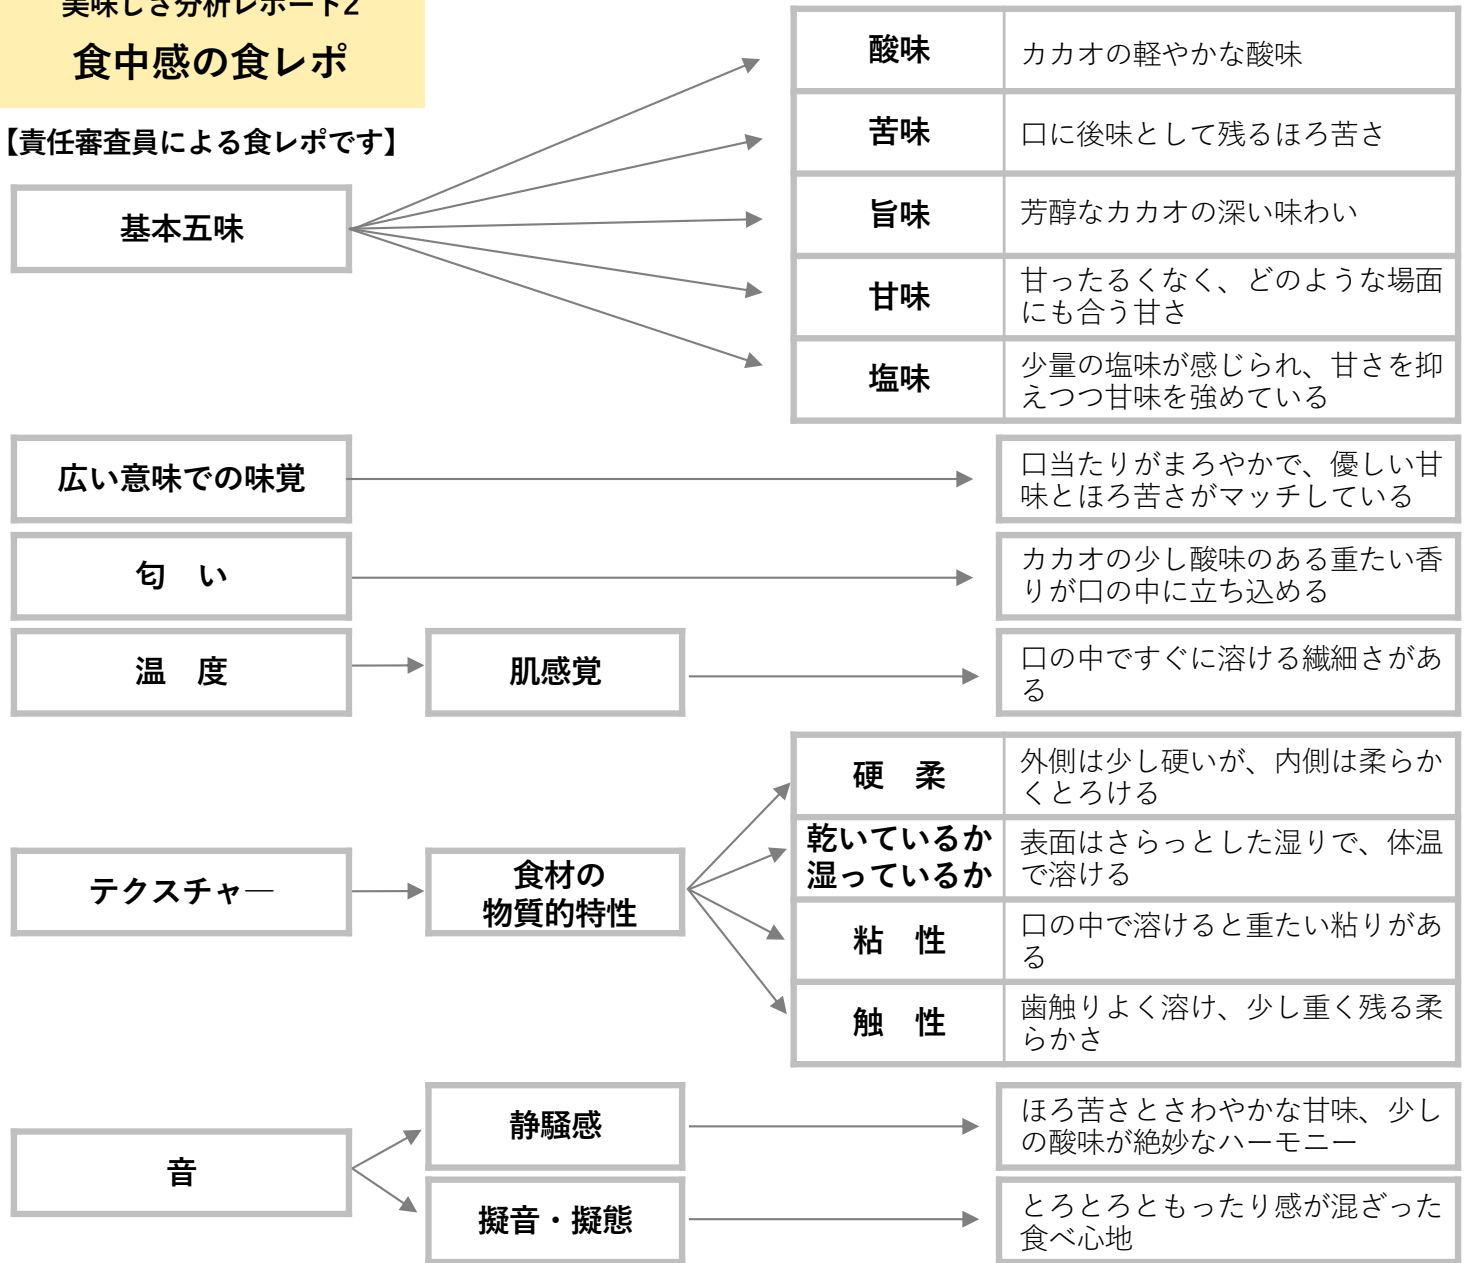 美味しさ分析レポート2
食中感の食レポ
【責任審査員による食レポです】
基本五味
酸味
カカオの軽やかな酸味
苦味
口に後味として残るほろ苦さ
旨味
芳醇なカカオの深い味わい
甘味
甘ったるくなく、どのような場面
にも合う甘さ
塩味
少量の塩味が感じられ、甘さを抑
えつつ甘味を強めている
広い意味での味覚
口当たりがまろやかで、優しい甘
味とほろ苦さがマッチしている
匂　い
カカオの少し酸味のある重たい香
りが口の中に立ち込める
温　度
肌感覚
口の中ですぐに溶ける繊細さがあ
る
テクスチャ―
食材の
物質的特性
硬　柔
外側は少し硬いが、内側は柔らか
くとろける
乾いているか
湿っているか
表面はさらっとした湿りで、体温
で溶ける
粘　性
口の中で溶けると重たい粘りがあ
る
触　性
歯触りよく溶け、少し重く残る柔
らかさ
音
静騒感
ほろ苦さとさわやかな甘味、少し
の酸味が絶妙なハーモニー
擬音・擬態
とろとろともったり感が混ざった
食べ心地